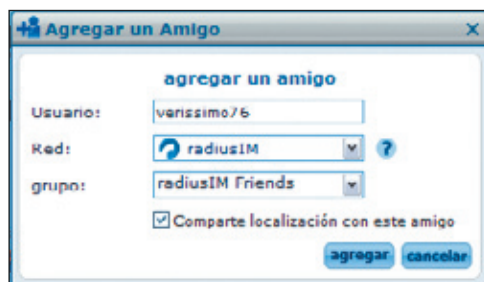 Agregar un Amigo
agregar un amigo
Usuario: verissimo76
Red: radiusIM ?
grupo: radiusIM Friends
Comparte localización con este amigo
agregar cancelar